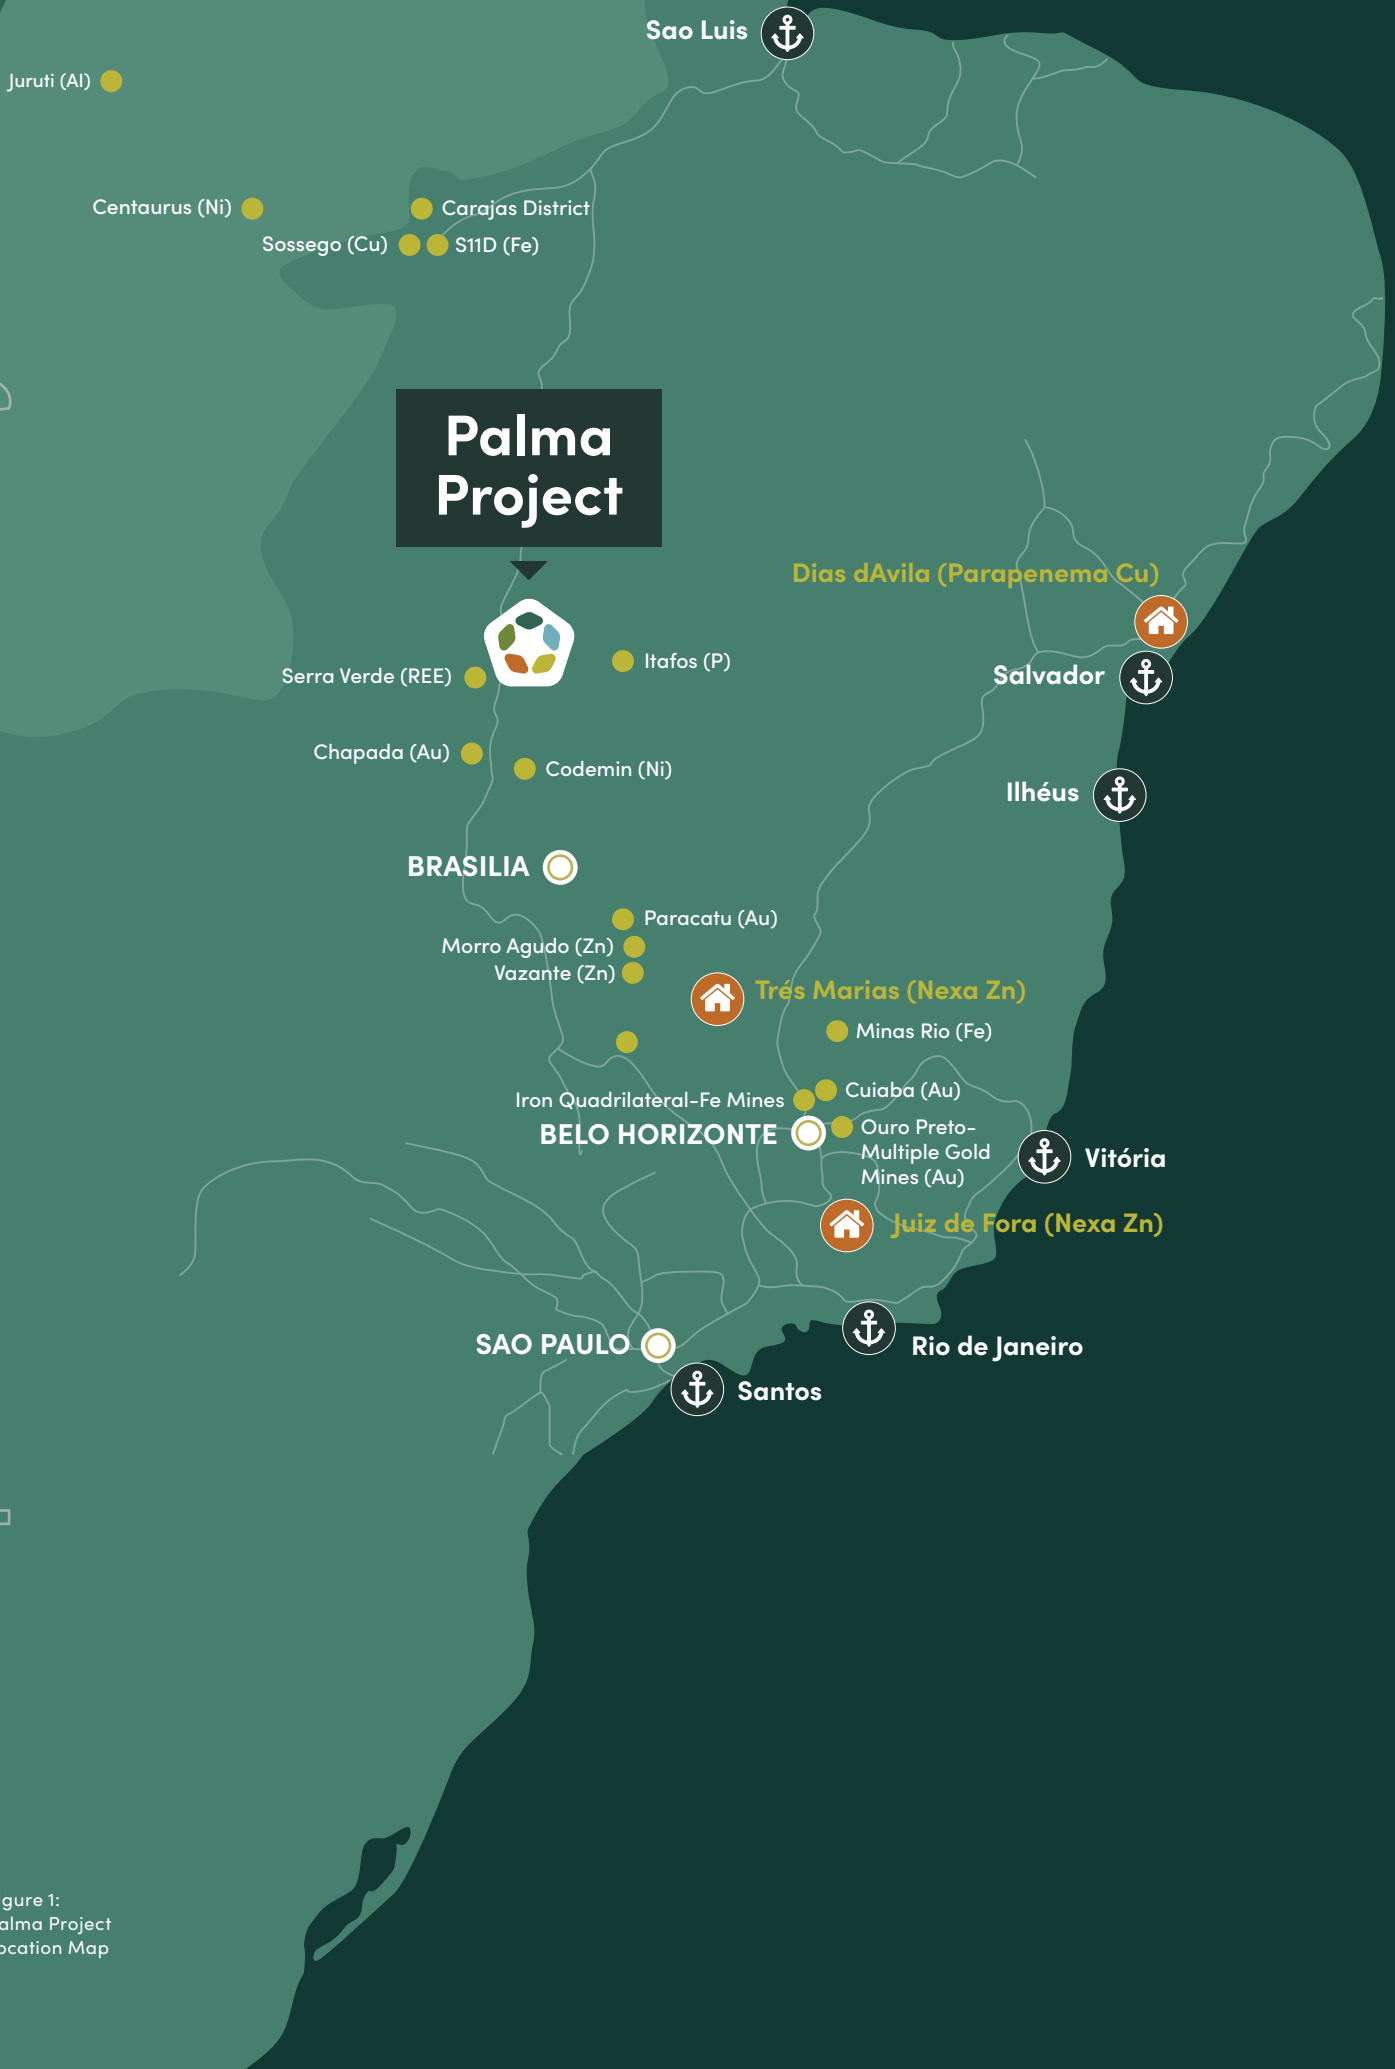 Sao Luis
Juruti (Al)
Centaurus (Ni)
Carajas District
Sossego (Cu)
S11D (Fe)
Palma
Project
Dias dAvila (Parapenema Cu)
Itafos (P)
Serra Verde (REE)
Salvador
Chapada (Au)
Codemin (Ni)
Ilhéus
BRASILIA
Paracatu (Au)
Morro Agudo (Zn)
Vazante (Zn)
Trés Marias (Nexa Zn)
Minas Rio (Fe)
Cuiaba (Au)
Iron Quadrilateral-Fe Mines
BELO HORIZONTE
Ouro Preto-
Multiple Gold
Mines (Au)
Vitória
Juiz de Fora (Nexa Zn)
SAO PAULO
Rio de Janeiro
Santos
gure 1:
alma Project
ocation Map